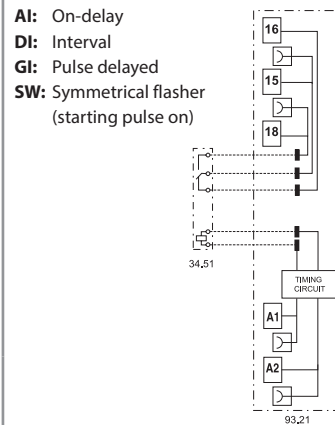 AI: On-delay
DI: Interval
GI: Pulse delayed
SW: Symmetrical flasher
(starting pulse on)
16
15
18
34.51
TIMING
CIRCUIT
A1
A2
93.21